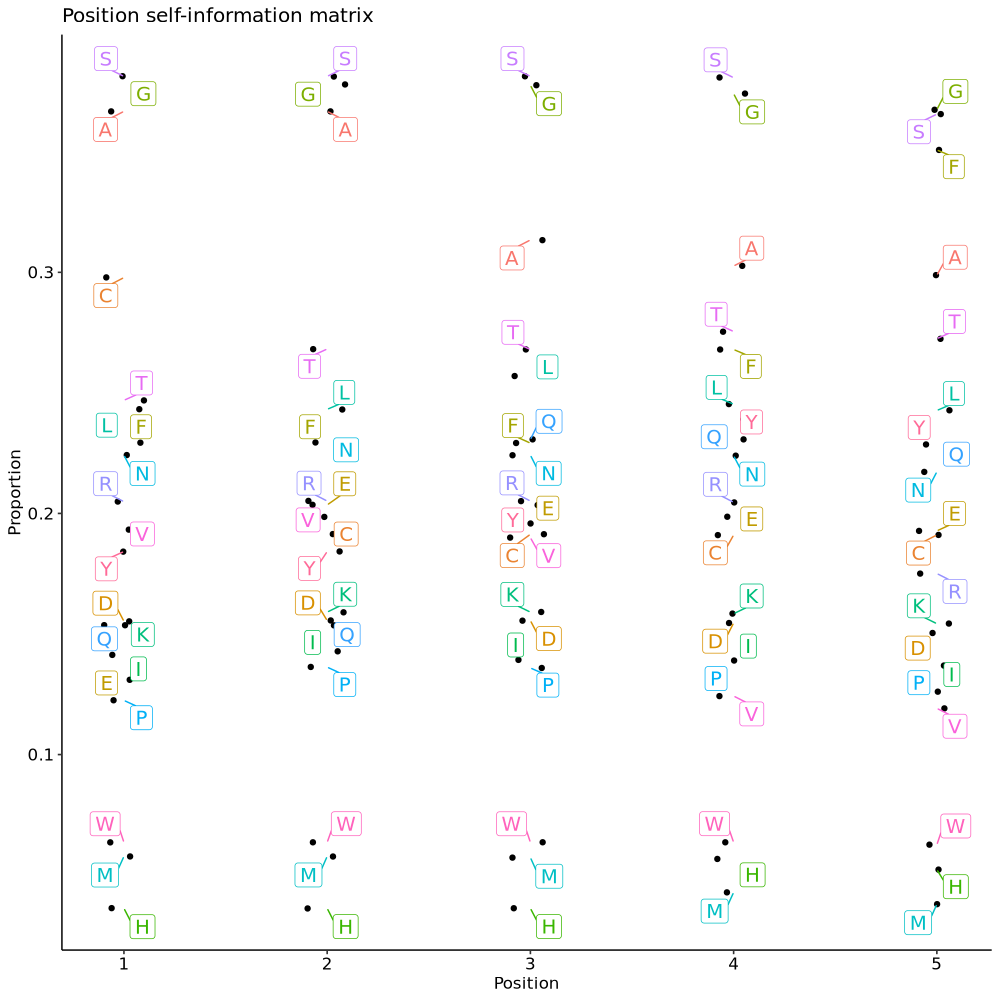 Position self-information matrix
S S S S G
G G G G S
A A F
A A A
0.3
C
T T T T T
L L F L
L F F Q L Y Y
F N Q Q
N N N N
R R R R E
V E E E C
V C Y C R
Y Y C V K
D D K K D
Q K Q D D I
I I I P
E P P P V
P V
W W W W W
M M M H H
H H H M M
0.2
0.1
1 2 3 4 5
Proportion
Position